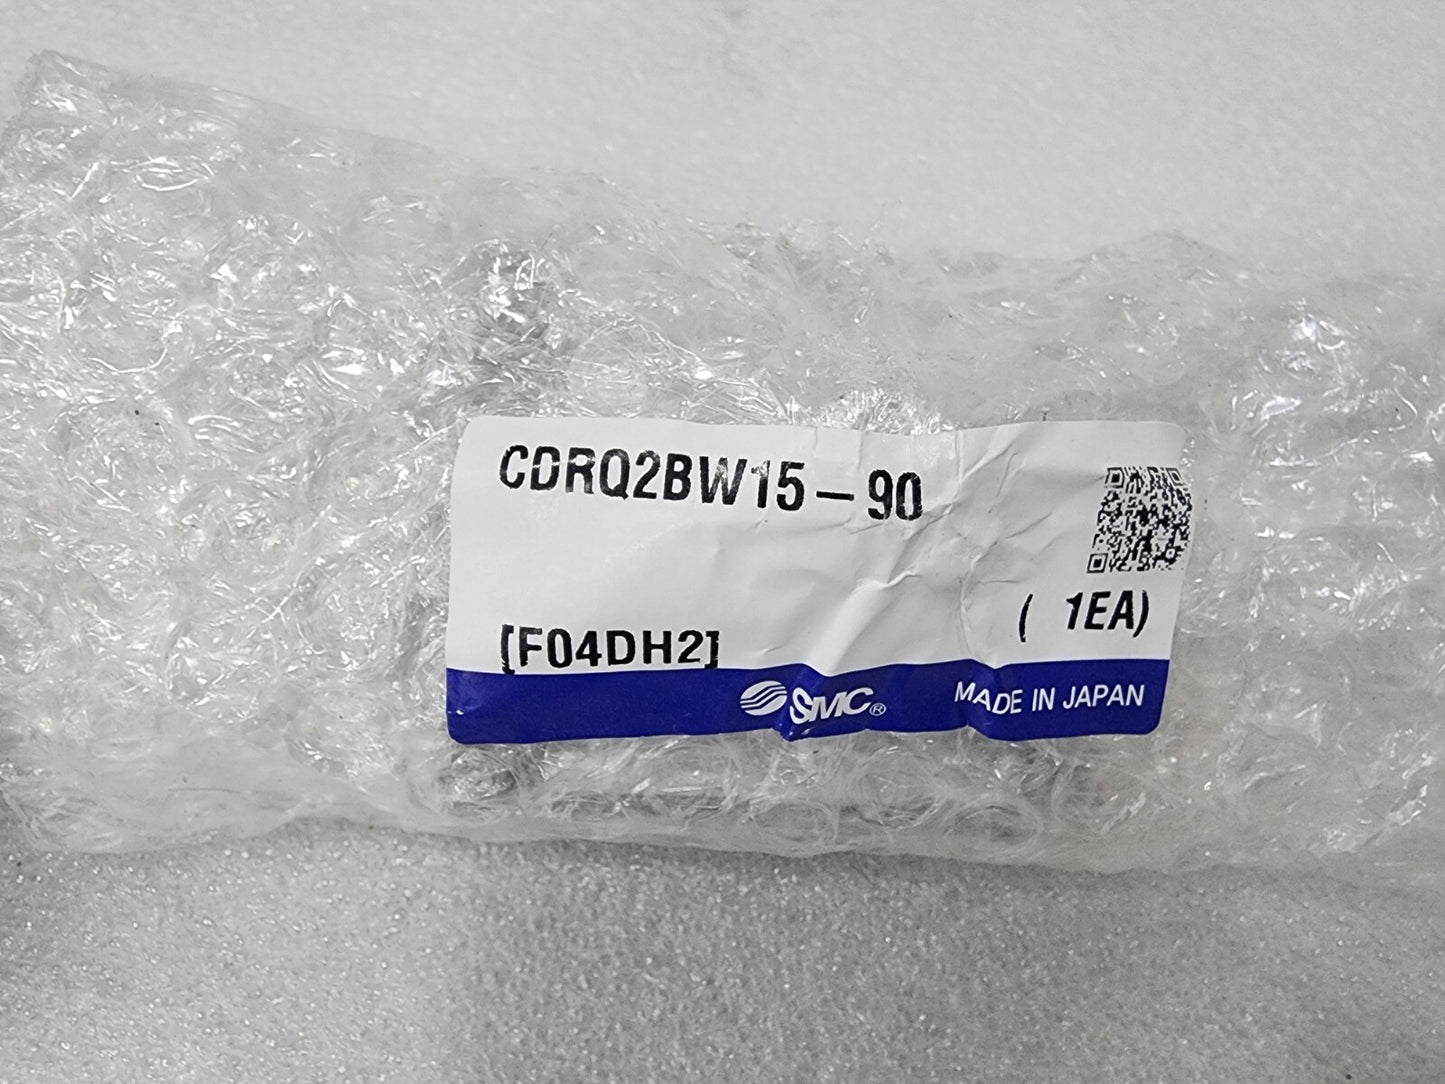 CDRQ2BW15-90
( 1EA)
[F04DH2]
SMC®
MADE IN JAPAN